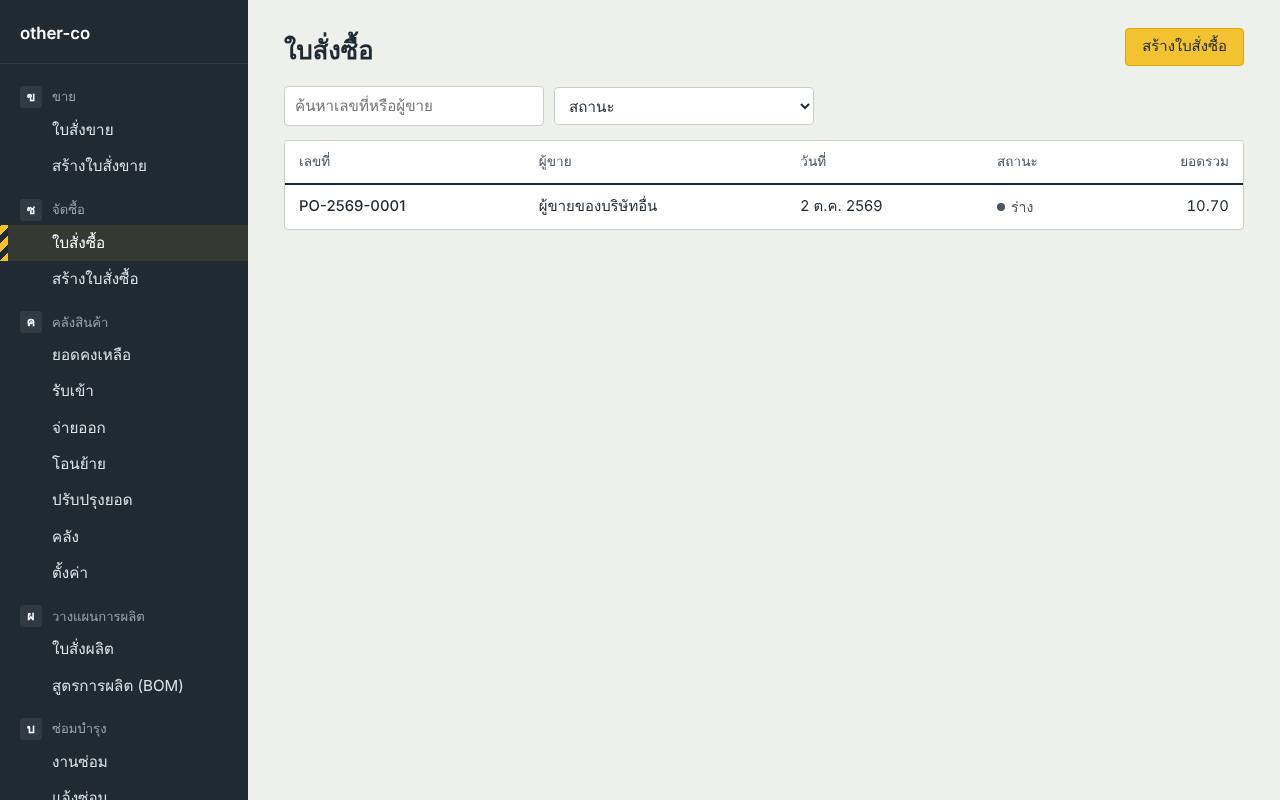 other-co
ข ขาย
ใบสั่งขาย
สร้างใบสั่งขาย
ซ จัดซื้อ
ใบสั่งซื้อ
สร้างใบสั่งซื้อ
ค คลังสินค้า
ยอดคงเหลือ
รับเข้า
จ่ายออก
โอนย้าย
ปรับปรุงยอด
คลัง
ตั้งค่า
ผ วางแผนการผลิต
ใบสั่งผลิต
สูตรการผลิต (BOM)
บ ซ่อมบำรุง
งานซ่อม
แจ้งซ่อม
ใบสั่งซื้อ
สร้างใบสั่งซื้อ
ค้นหาเลขที่หรือผู้ขาย สถานะ
เลขที่ ผู้ขาย วันที่ สถานะ ยอดรวม
PO-2569-0001 ผู้ขายของบริษัทอื่น 2 ต.ค. 2569 ร่าง 10.70